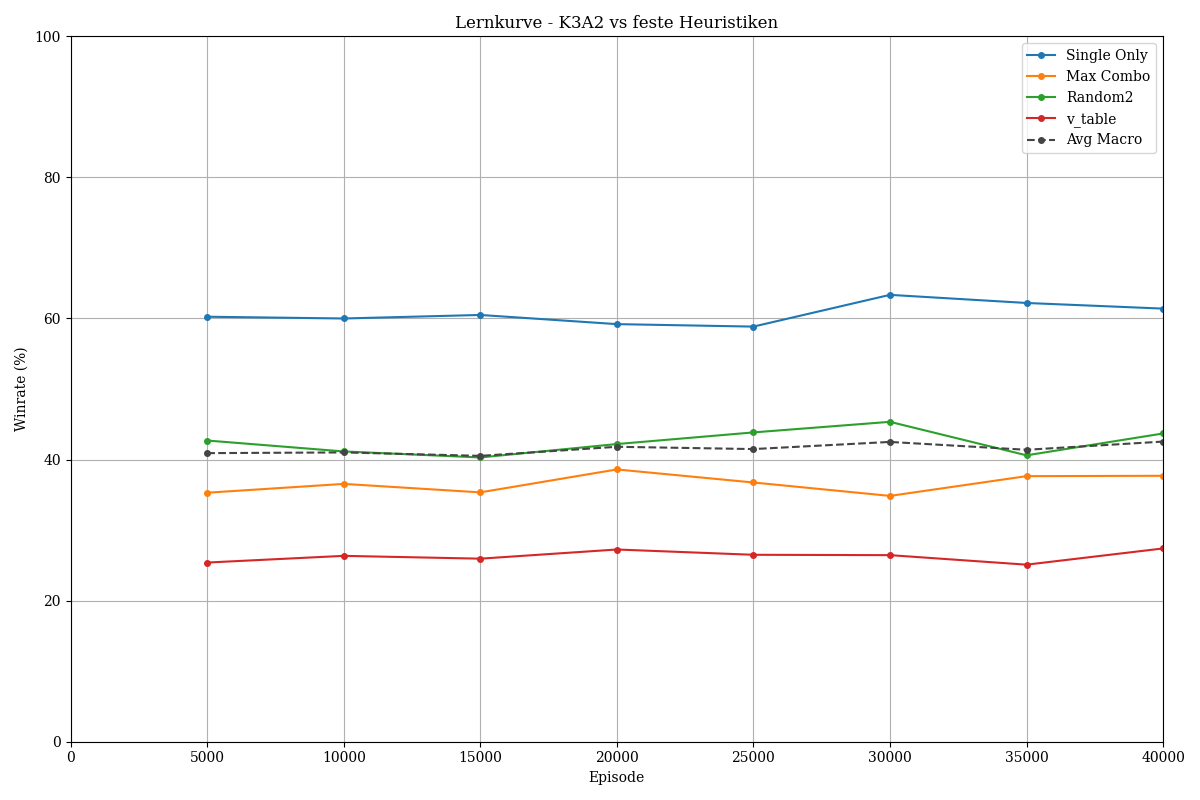 Lernkurve - K3A2 vs feste Heuristiken
100
80
60
40
20
0
Winrate (%)
Single Only
Max Combo
Random2
v_table
Avg Macro
0 5000 10000 15000 20000 25000 30000 35000 40000
Episode